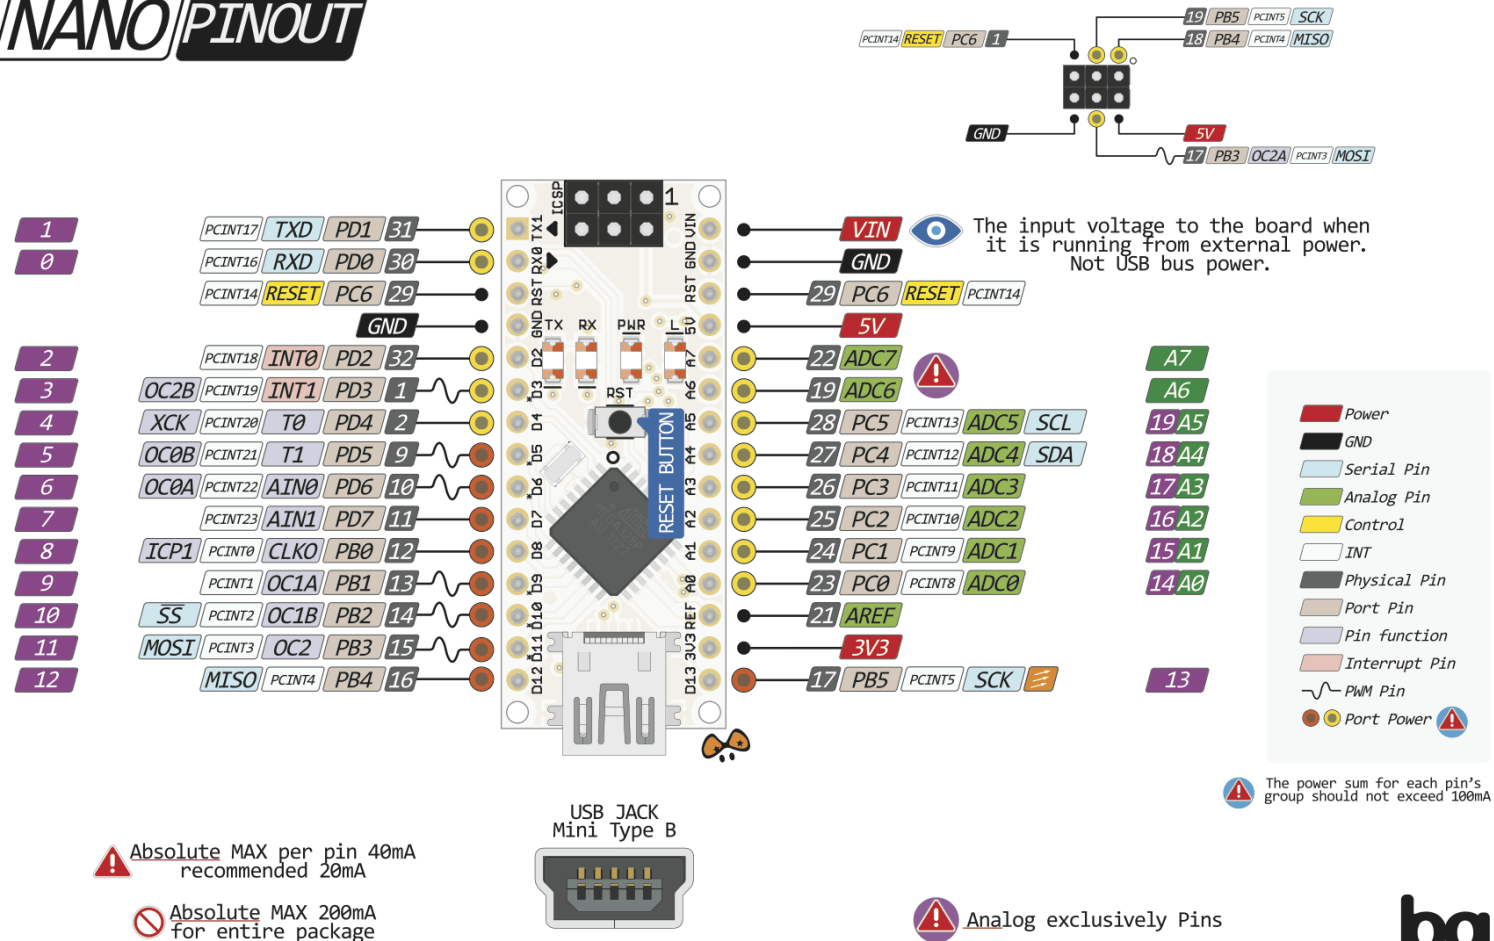 NANO PINOUT
19 PB5 PCINT5 SCK
PCINT14 RESET PC6 1
18 PB4 PCINT4 MISO
GND
5V
17 PB3 OC2A PCINT3 MOSI
ICSP 1
1 PCINT17 TXD PD1 31 TX1
VIN VIN
The input voltage to the board when
it is running from external power.
Not USB bus power.
0 PCINT16 RXD PD0 30 RX0
GND GND
PCINT14 RESET PC6 29 RST
RST 29 PC6 RESET PCINT14
GND GND
5V 5V
TX RX PWR L
2 PCINT18 INT0 PD2 32 D2
A7 22 ADC7 A7
3 OC2B PCINT19 INT1 PD3 1 *D3
A6 19 ADC6 A6
RST
4 XCK PCINT20 T0 PD4 2 D4
A5 28 PC5 PCINT13 ADC5 SCL 19 A5
5 OC0B PCINT21 T1 PD5 9 *D5
A4 27 PC4 PCINT12 ADC4 SDA 18 A4
6 OC0A PCINT22 AIN0 PD6 10 *D6
A3 26 PC3 PCINT11 ADC3 17 A3
7 PCINT23 AIN1 PD7 11 D7
A2 25 PC2 PCINT10 ADC2 16 A2
RESET BUTTON
8 ICP1 PCINT0 CLKO PB0 12 D8
A1 24 PC1 PCINT9 ADC1 15 A1
9 PCINT1 OC1A PB1 13 *D9
A0 23 PC0 PCINT8 ADC0 14 A0
10 SS PCINT2 OC1B PB2 14 *D10
REF 21 AREF
11 MOSI PCINT3 OC2 PB3 15 *D11
3V3 3V3
12 MISO PCINT4 PB4 16 D12
D13 17 PB5 PCINT5 SCK 13
Power
GND
Serial Pin
Analog Pin
Control
INT
Physical Pin
Port Pin
Pin function
Interrupt Pin
PWM Pin
Port Power
The power sum for each pin's
group should not exceed 100mA
USB JACK
Mini Type B
Absolute MAX per pin 40mA
recommended 20mA
Absolute MAX 200mA
for entire package
Analog exclusively Pins